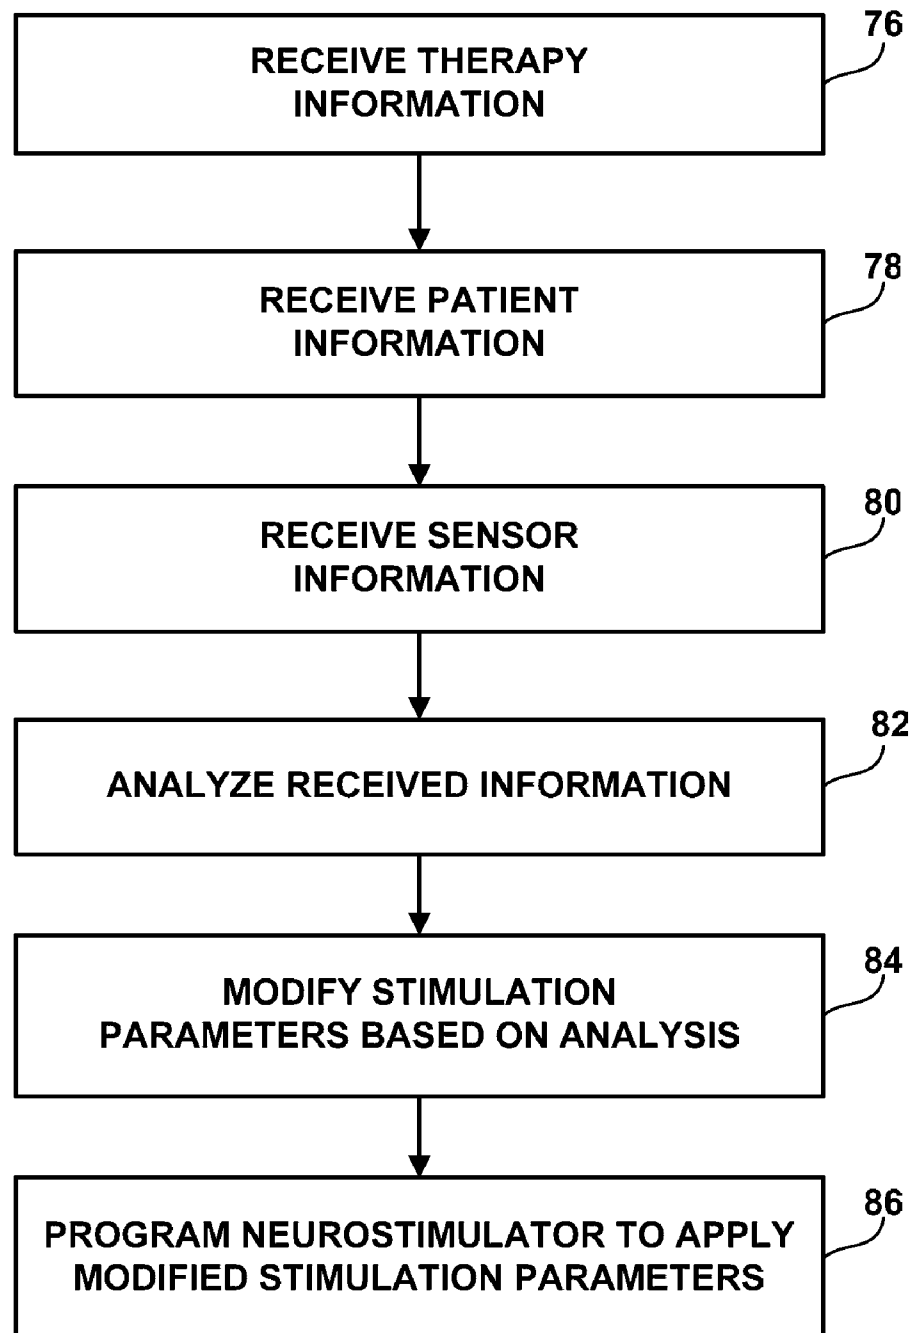 76
RECEIVE THERAPY
INFORMATION
78
RECEIVE PATIENT
INFORMATION
80
RECEIVE SENSOR
INFORMATION
82
ANALYZE RECEIVED INFORMATION
84
MODIFY STIMULATION
PARAMETERS BASED ON ANALYSIS
86
PROGRAM NEUROSTIMULATOR TO APPLY
MODIFIED STIMULATION PARAMETERS